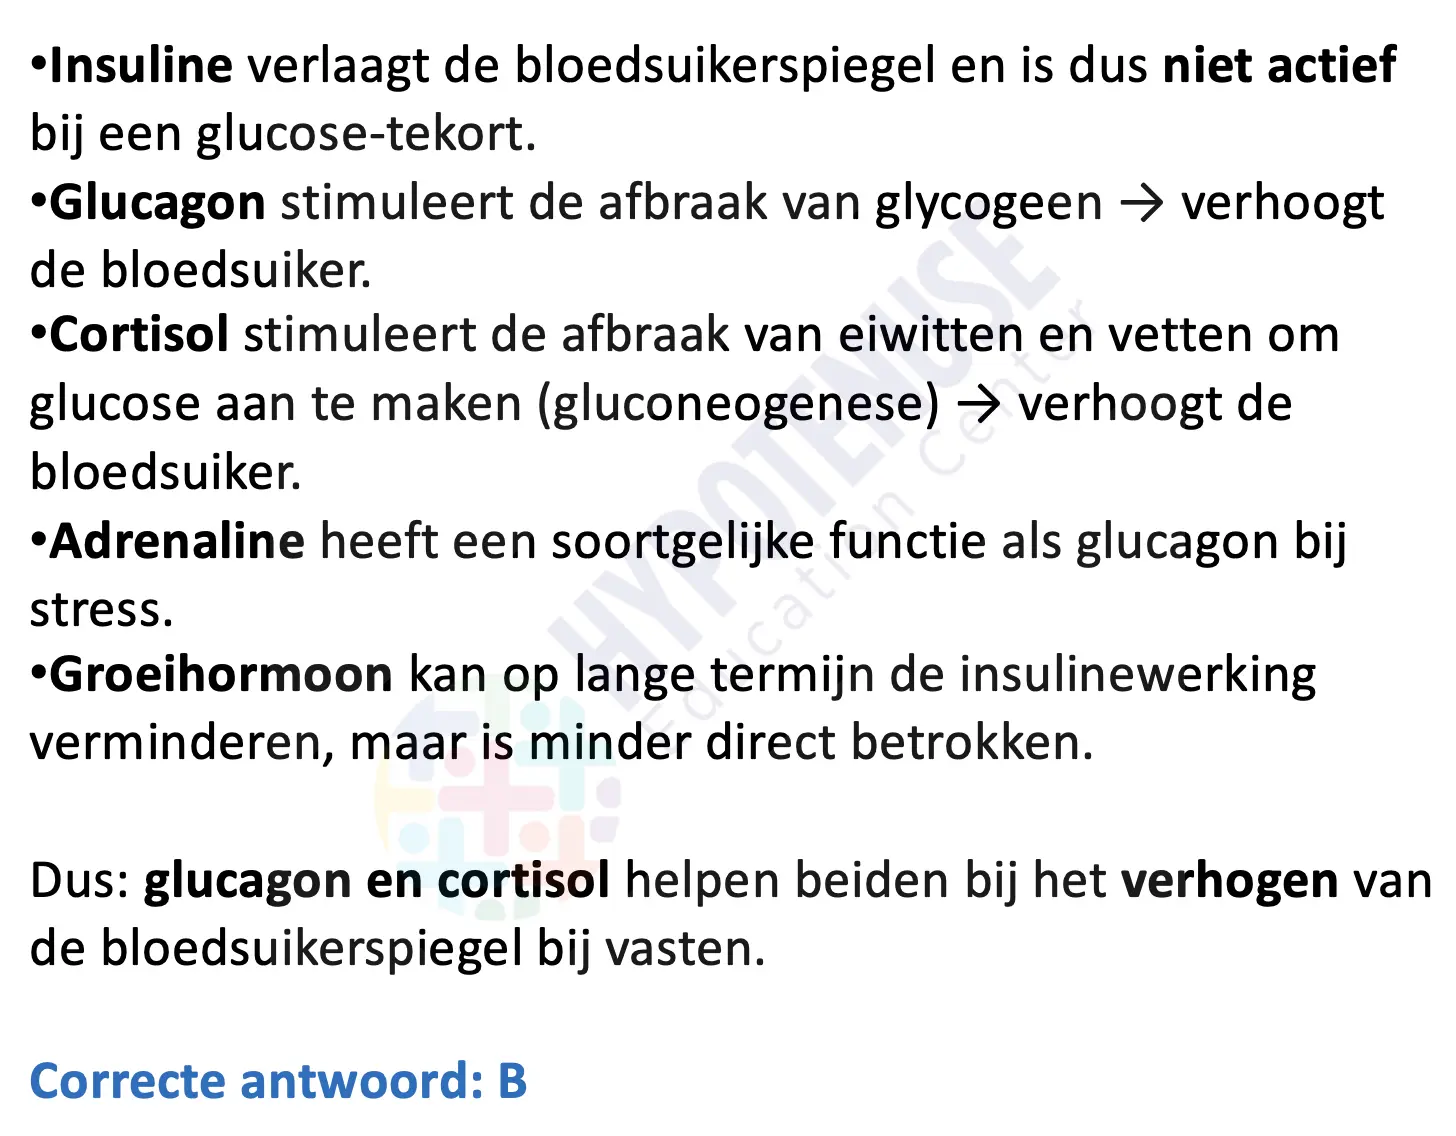 •Insuline verlaagt de bloedsuikerspiegel en is dus niet actief
bij een glucose-tekort.
•Glucagon stimuleert de afbraak van glycogeen → verhoogt
de bloedsuiker.
•Cortisol stimuleert de afbraak van eiwitten en vetten om
glucose aan te maken (gluconeogenese) → verhoogt de
bloedsuiker.
•Adrenaline heeft een soortgelijke functie als glucagon bij
stress.
•Groeihormoon kan op lange termijn de insulinewerking
verminderen, maar is minder direct betrokken.
Dus: glucagon en cortisol helpen beiden bij het verhogen van
de bloedsuikerspiegel bij vasten.
Correcte antwoord: B
HYPOTENUSE
Education Center